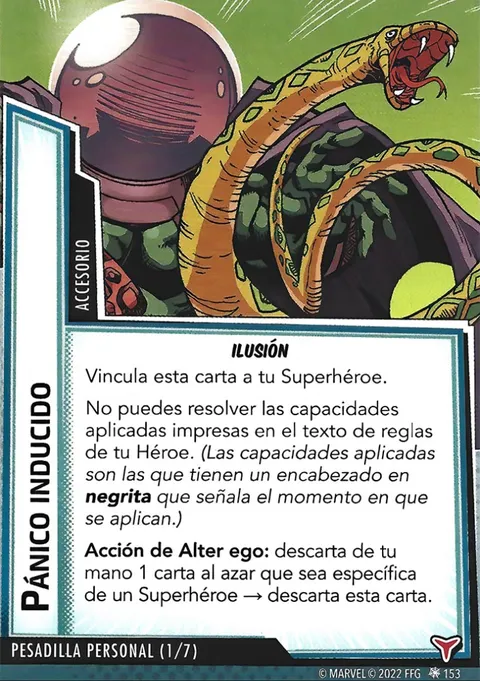 ACCESORIO
PÁNICO INDUCIDO
ILUSIÓN
Vincula esta carta a tu Superhéroe.
No puedes resolver las capacidades
aplicadas impresas en el texto de reglas
de tu Héroe. (Las capacidades aplicadas
son las que tienen un encabezado en
negrita que señala el momento en que
se aplican.)
Acción de Alter ego: descarta de tu
mano 1 carta al azar que sea específica
de un Superhéroe → descarta esta carta.
PESADILLA PERSONAL (1/7)
© MARVEL © 2022 FFG 153